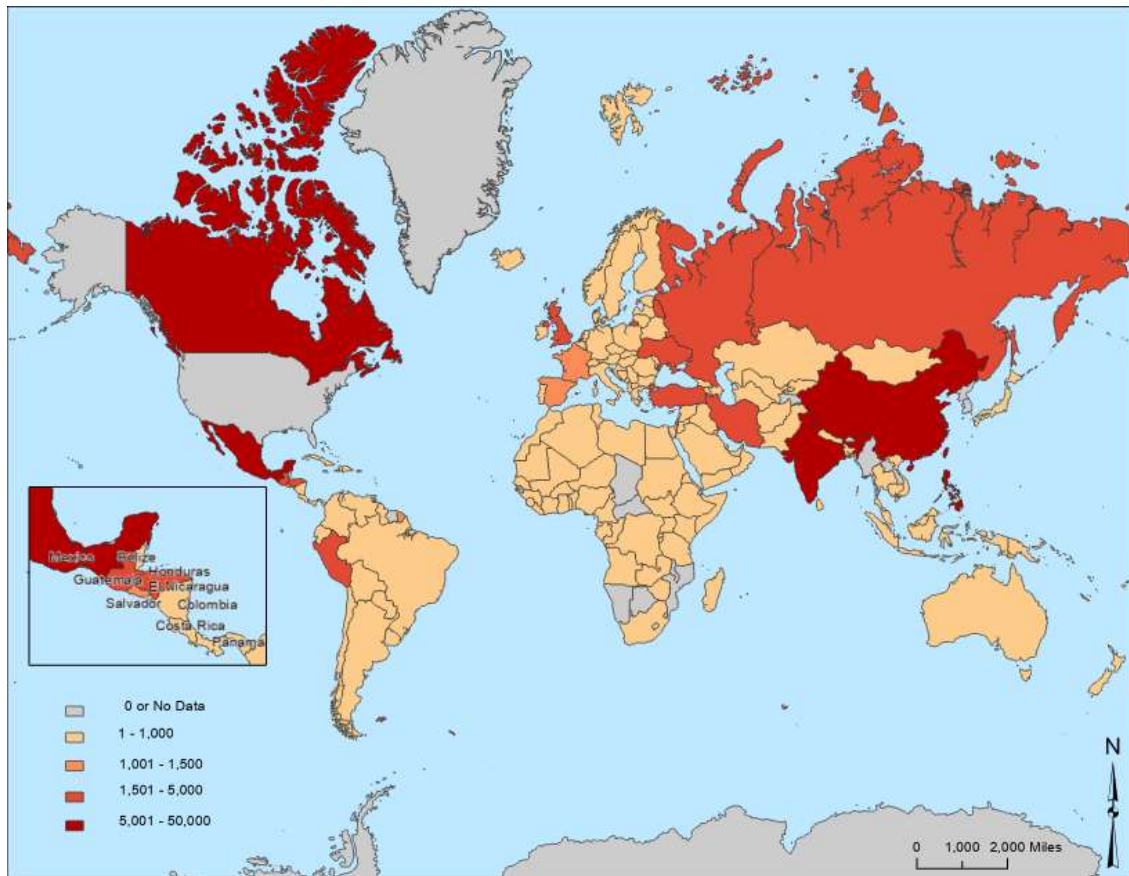 Mexico Belize
Honduras
Guatemala El Nicaragua
Salvador Colombia
Costa Rica
Panama
0 or No Data
1 - 1,000
1,001 - 1,500
1,501 - 5,000
5,001 - 50,000
N
0 1,000 2,000 Miles